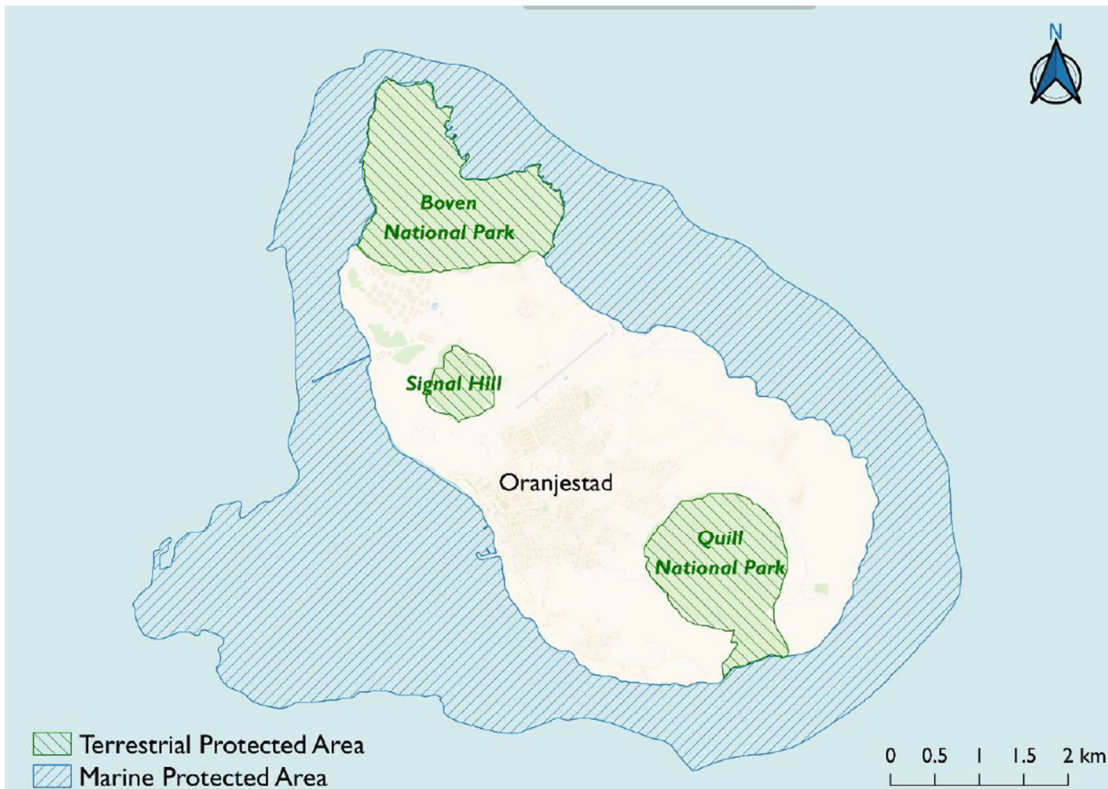 N
Boven
National Park
Signal Hill
Oranjestad
Quill
National Park
Terrestrial Protected Area
Marine Protected Area
0 0.5 1 1.5 2 km